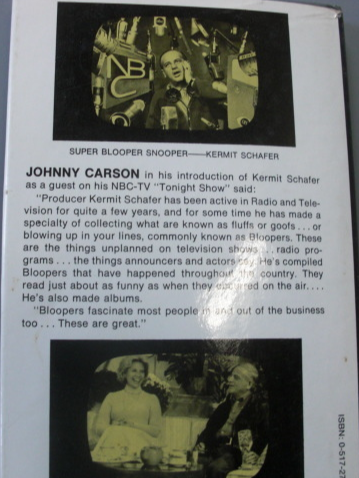 NB
C
SUPER BLOOPER SNOOPER——KERMIT SCHAFER
JOHNNY CARSON in his introduction of Kermit Schafer
as a guest on his NBC-TV "Tonight Show" said:
"Producer Kermit Schafer has been active in Radio and Tele-
vision for quite a few years, and for some time he has made a
specialty of collecting what are known as fluffs or goofs . . . or
blowing up in your lines, commonly known as Bloopers. These
are the things unplanned on television shows . . . radio pro-
grams . . . the things announcers and actors say. He's compiled
Bloopers that have happened throughout the country. They
read just about as funny as when they occurred on the air. . . .
He's also made albums.
"Bloopers fascinate most people in and out of the business
too . . . These are great."
ISBN: 0-517-27